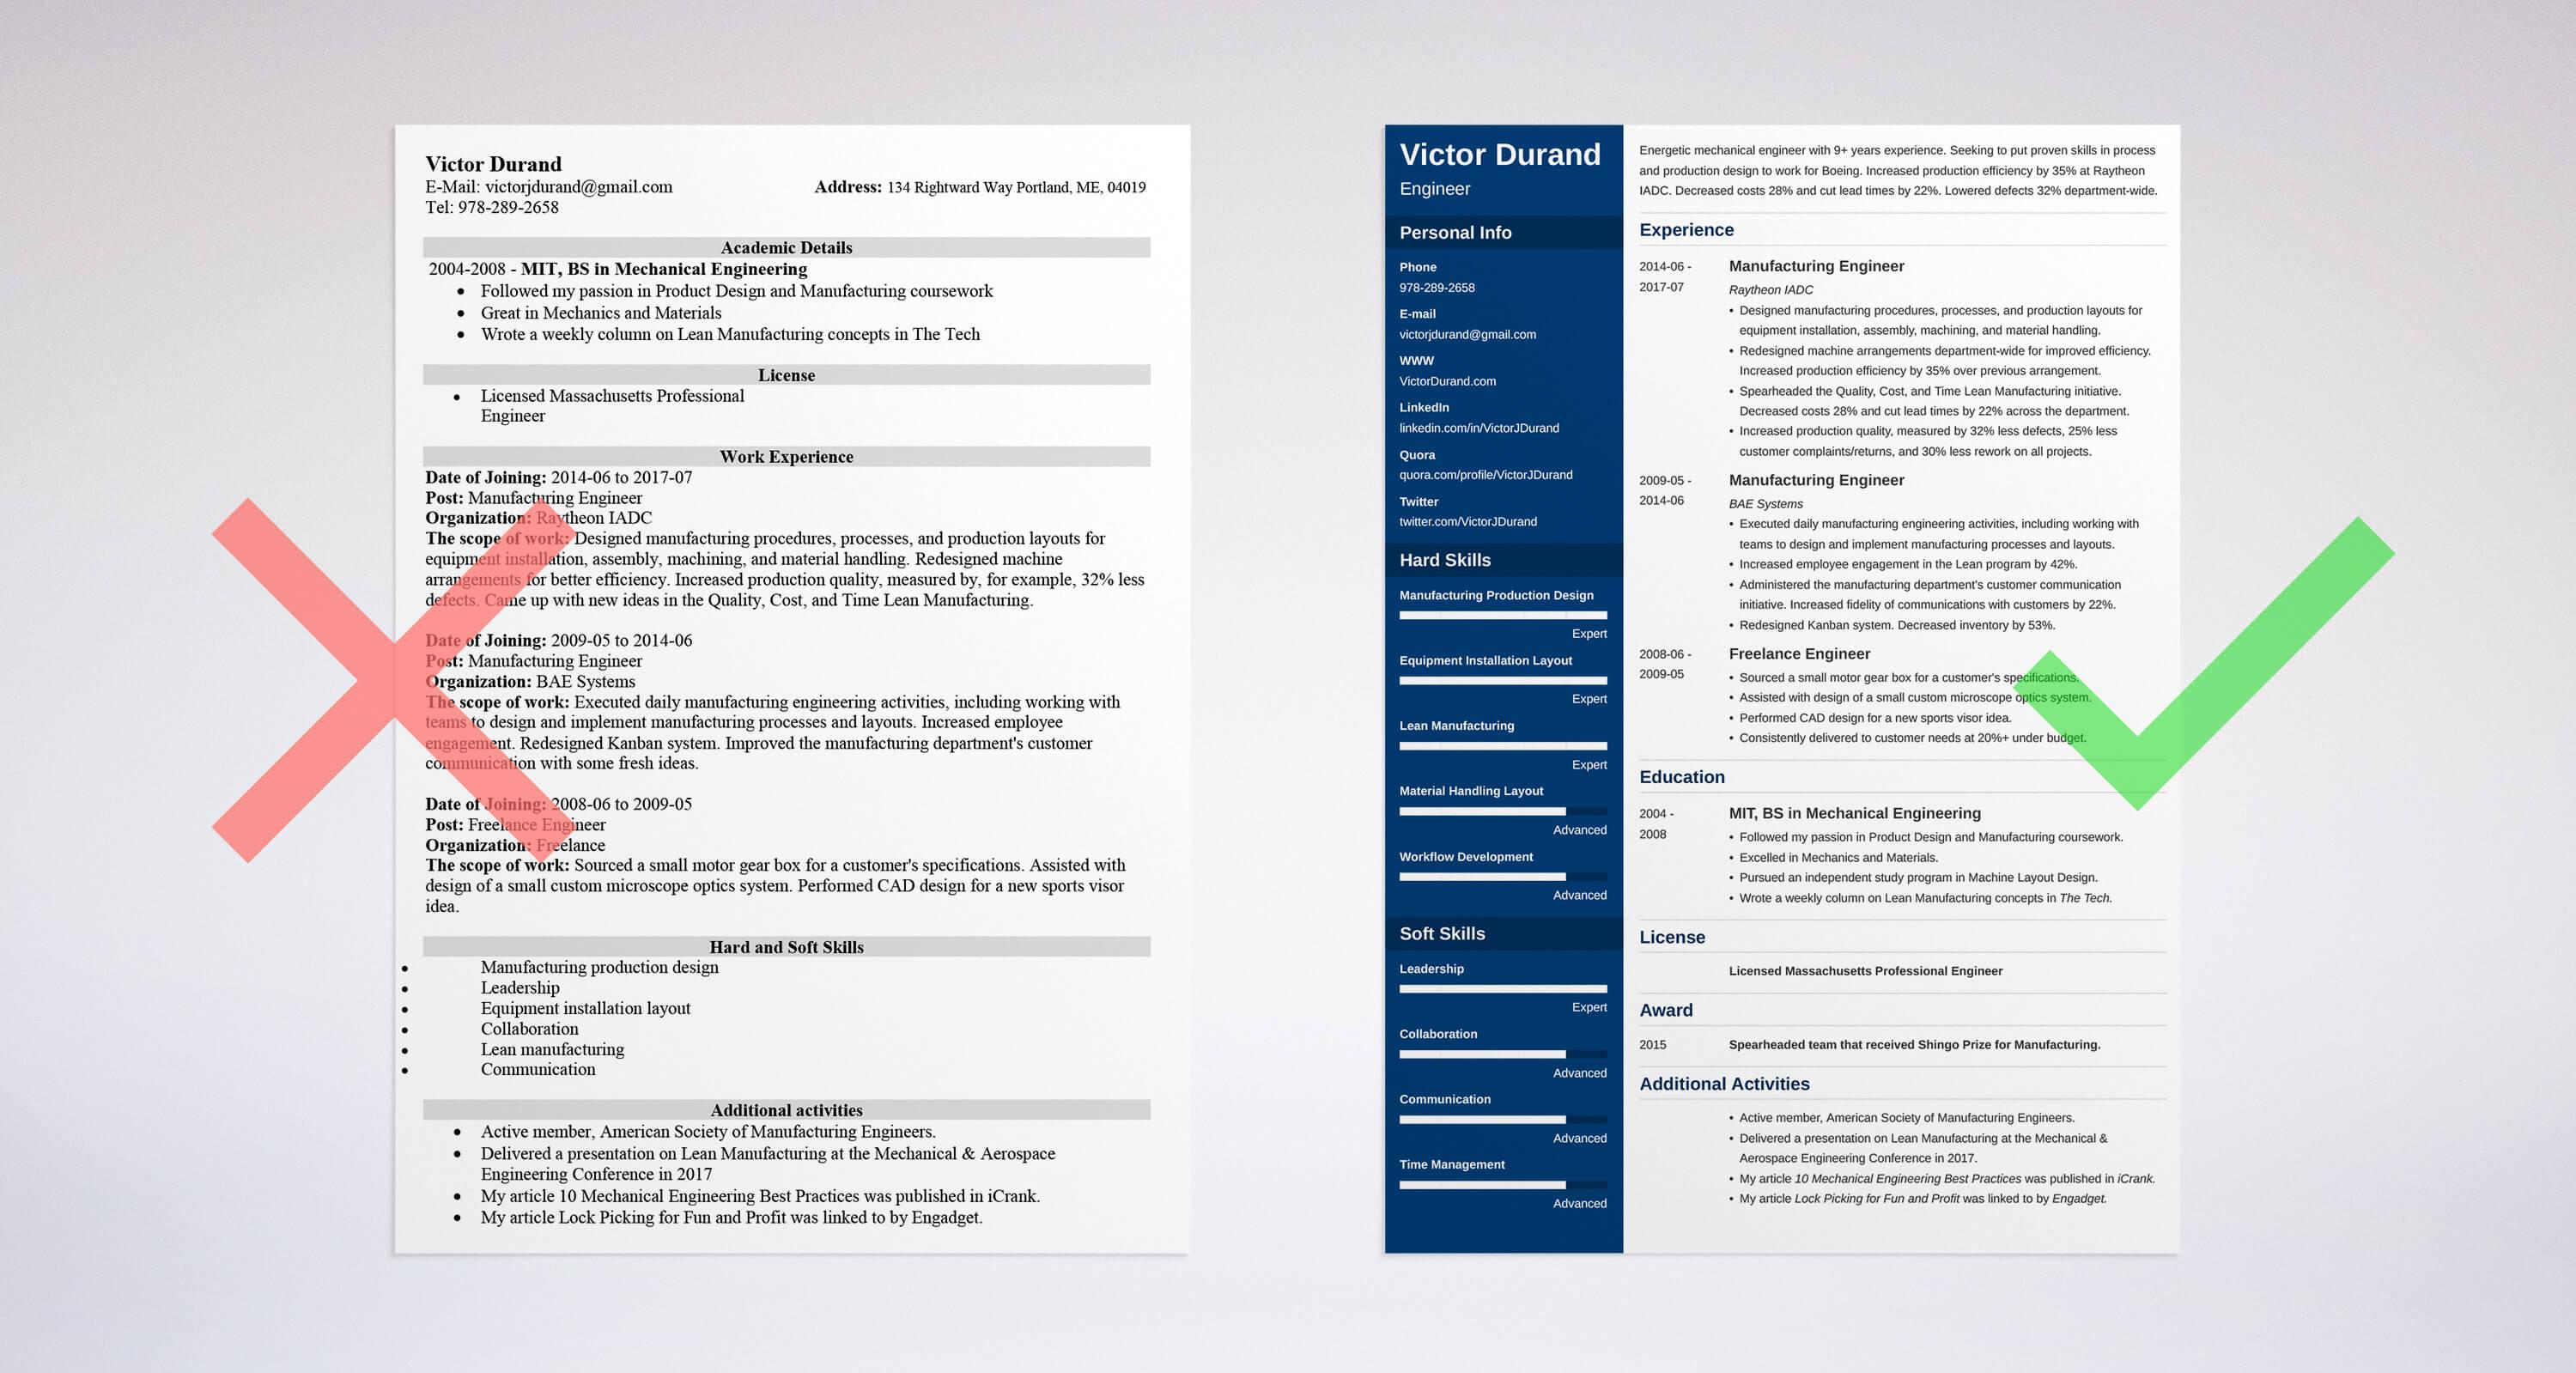 Victor Durand
E-Mail: victorjdurand@gmail.com
Address: 134 Rightward Way Portland, ME, 04019
Tel: 978-289-2658
Academic Details
2004-2008 - MIT, BS in Mechanical Engineering
• Followed my passion in Product Design and Manufacturing coursework
• Great in Mechanics and Materials
• Wrote a weekly column on Lean Manufacturing concepts in The Tech
License
• Licensed Massachusetts Professional
Engineer
Work Experience
Date of Joining: 2014-06 to 2017-07
Post: Manufacturing Engineer
Organization: Raytheon IADC
The scope of work: Designed manufacturing procedures, processes, and production layouts for
equipment installation, assembly, machining, and material handling. Redesigned machine
arrangements for better efficiency. Increased production quality, measured by, for example, 32% less
defects. Came up with new ideas in the Quality, Cost, and Time Lean Manufacturing.
Date of Joining: 2009-05 to 2014-06
Post: Manufacturing Engineer
Organization: BAE Systems
The scope of work: Executed daily manufacturing engineering activities, including working with
teams to design and implement manufacturing processes and layouts. Increased employee
engagement. Redesigned Kanban system. Improved the manufacturing department's customer
communication with some fresh ideas.
Date of Joining: 2008-06 to 2009-05
Post: Freelance Engineer
Organization: Freelance
The scope of work: Sourced a small motor gear box for a customer's specifications. Assisted with
design of a small custom microscope optics system. Performed CAD design for a new sports visor
idea.
Hard and Soft Skills
• Manufacturing production design
• Leadership
• Equipment installation layout
• Collaboration
• Lean manufacturing
• Communication
Additional activities
• Active member, American Society of Manufacturing Engineers.
• Delivered a presentation on Lean Manufacturing at the Mechanical & Aerospace
Engineering Conference in 2017
• My article 10 Mechanical Engineering Best Practices was published in iCrank.
• My article Lock Picking for Fun and Profit was linked to by Engadget.
Victor Durand
Engineer
Personal Info
Phone
978-289-2658
E-mail
victorjdurand@gmail.com
WWW
VictorDurand.com
LinkedIn
linkedin.com/in/VictorJDurand
Quora
quora.com/profile/VictorJDurand
Twitter
twitter.com/VictorJDurand
Hard Skills
Manufacturing Production Design
Expert
Equipment Installation Layout
Expert
Lean Manufacturing
Expert
Material Handling Layout
Advanced
Workflow Development
Advanced
Soft Skills
Leadership
Expert
Collaboration
Advanced
Communication
Advanced
Time Management
Advanced
Energetic mechanical engineer with 9+ years experience. Seeking to put proven skills in process
and production design to work for Boeing. Increased production efficiency by 35% at Raytheon
IADC. Decreased costs 28% and cut lead times by 22%. Lowered defects 32% department-wide.
Experience
2014-06 -
2017-07
Manufacturing Engineer
Raytheon IADC
• Designed manufacturing procedures, processes, and production layouts for
equipment installation, assembly, machining, and material handling.
• Redesigned machine arrangements department-wide for improved efficiency.
Increased production efficiency by 35% over previous arrangement.
• Spearheaded the Quality, Cost, and Time Lean Manufacturing initiative.
Decreased costs 28% and cut lead times by 22% across the department.
• Increased production quality, measured by 32% less defects, 25% less
customer complaints/returns, and 30% less rework on all projects.
2009-05 -
2014-06
Manufacturing Engineer
BAE Systems
• Executed daily manufacturing engineering activities, including working with
teams to design and implement manufacturing processes and layouts.
• Increased employee engagement in the Lean program by 42%.
• Administered the manufacturing department's customer communication
initiative. Increased fidelity of communications with customers by 22%.
• Redesigned Kanban system. Decreased inventory by 53%.
2008-06 -
2009-05
Freelance Engineer
• Sourced a small motor gear box for a customer's specifications.
• Assisted with design of a small custom microscope optics system.
• Performed CAD design for a new sports visor idea.
• Consistently delivered to customer needs at 20%+ under budget.
Education
2004 -
2008
MIT, BS in Mechanical Engineering
• Followed my passion in Product Design and Manufacturing coursework.
• Excelled in Mechanics and Materials.
• Pursued an independent study program in Machine Layout Design.
• Wrote a weekly column on Lean Manufacturing concepts in The Tech.
License
Licensed Massachusetts Professional Engineer
Award
2015
Spearheaded team that received Shingo Prize for Manufacturing.
Additional Activities
• Active member, American Society of Manufacturing Engineers.
• Delivered a presentation on Lean Manufacturing at the Mechanical &
Aerospace Engineering Conference in 2017.
• My article 10 Mechanical Engineering Best Practices was published in iCrank.
• My article Lock Picking for Fun and Profit was linked to by Engadget.